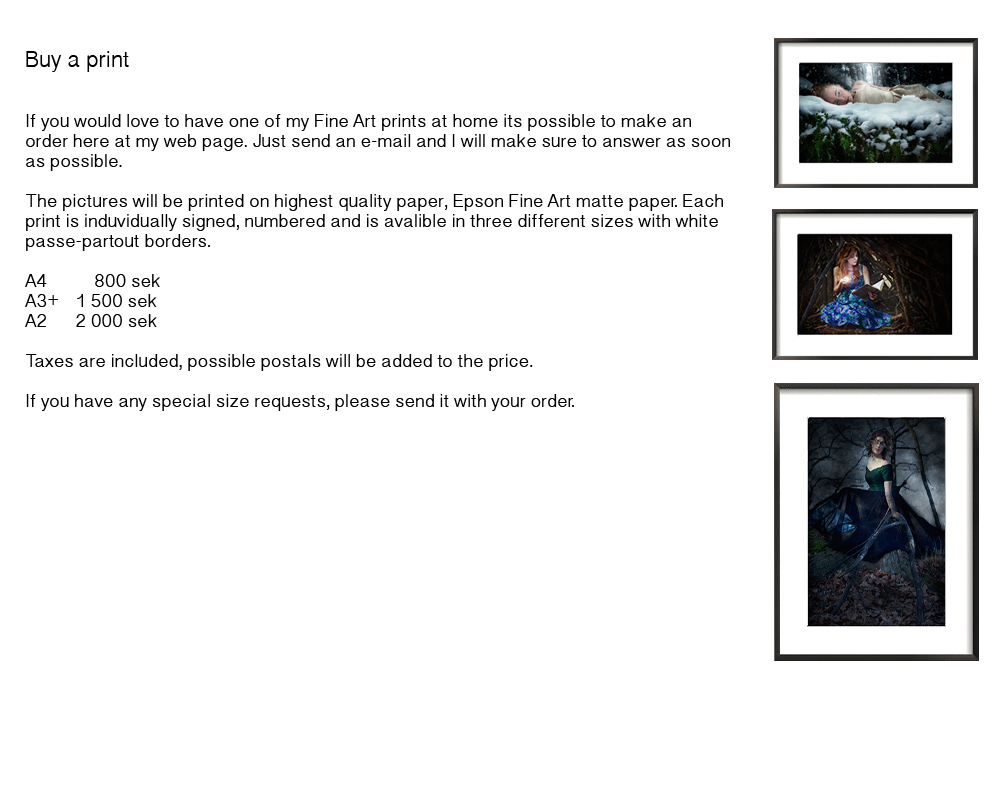 Buy a print
If you would love to have one of my Fine Art prints at home its possible to make an
order here at my web page. Just send an e-mail and I will make sure to answer as soon
as possible.
The pictures will be printed on highest quality paper, Epson Fine Art matte paper. Each
print is induvidually signed, numbered and is avalible in three different sizes with white
passe-partout borders.
A4 800 sek
A3+ 1 500 sek
A2 2 000 sek
Taxes are included, possible postals will be added to the price.
If you have any special size requests, please send it with your order.